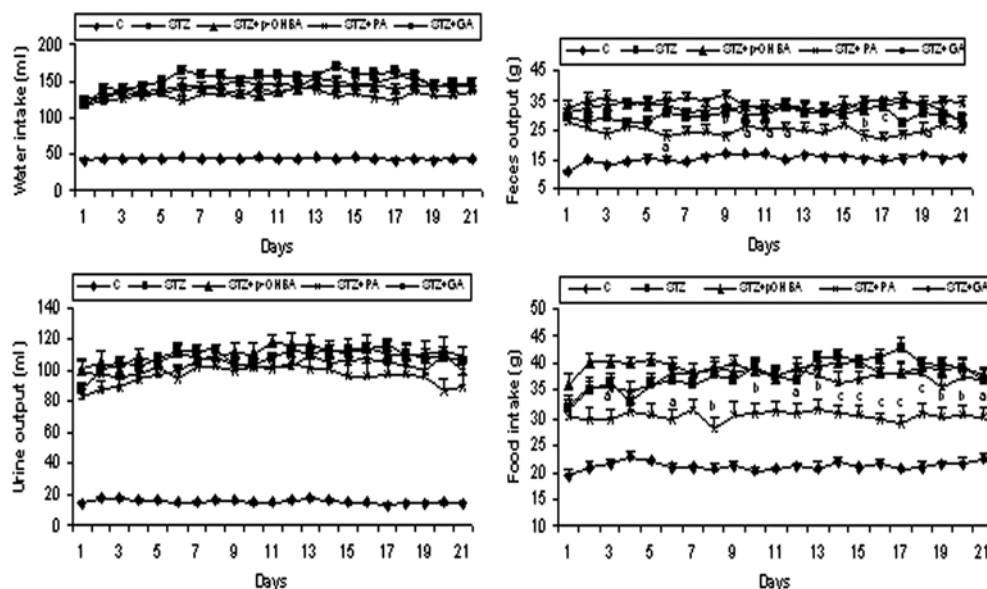 C STZ STZ+p-OHBA STZ+PA STZ+GA
Water intake (ml)
200
150
100
50
0
1 3 5 7 9 11 13 15 17 19 21
Days
C STZ STZ+p-OHBA STZ+PA STZ+GA
Feces output (g)
45
35
25
15
5
a a a a b c a
1 3 5 7 9 11 13 15 17 19 21
Days
C STZ STZ+p-OHBA STZ+PA STZ+GA
Urine output (ml)
140
120
100
80
60
40
20
0
1 3 5 7 9 11 13 15 17 19 21
Days
C STZ STZ+pOHBA STZ+PA STZ+GA
Food intake (g)
50
45
40
35
30
25
20
15
10
a a b b a b c c c c c b b a
1 3 5 7 9 11 13 15 17 19 21
Days